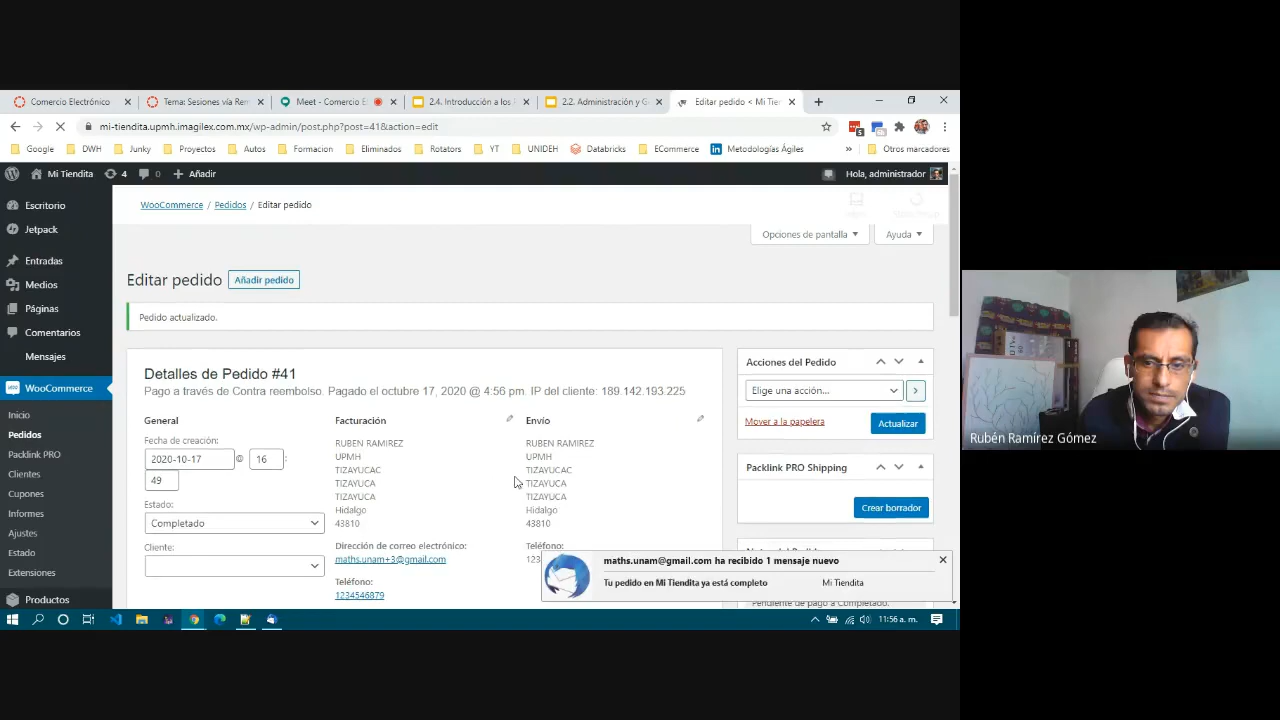 Comercio Electrónico
Tema: Sesiones vía Rem
Meet - Comercio E
2.4. Introducción a los
2.2. Administración y G
Editar pedido < Mi Tien
mi-tiendita.upmh.imagilex.com.mx/wp-admin/post.php?post=41&action=edit
Google
DWH
Junky
Proyectos
Autos
Formacion
Eliminados
Rotators
YT
UNIDEH
Databricks
ECommerce
Metodologías Ágiles
Otros marcadores
Mi Tiendita
4
0
Añadir
Hola, administrador
Escritorio
Jetpack
Entradas
Medios
Páginas
Comentarios
Mensajes
WooCommerce
Inicio
Pedidos
Packlink PRO
Clientes
Cupones
Informes
Ajustes
Estado
Extensiones
Productos
WooCommerce / Pedidos / Editar pedido
Opciones de pantalla
Ayuda
Editar pedido
Añadir pedido
Pedido actualizado.
Detalles de Pedido #41
Pago a través de Contra reembolso. Pagado el octubre 17, 2020 @ 4:56 pm. IP del cliente: 189.142.193.225
General
Fecha de creación:
2020-10-17 @ 16 :
49
Estado:
Completado
Cliente:
Facturación
RUBEN RAMIREZ
UPMH
TIZAYUCAC
TIZAYUCA
TIZAYUCA
Hidalgo
43810
Dirección de correo electrónico:
maths.unam+3@gmail.com
Teléfono:
1234546879
Envío
RUBEN RAMIREZ
UPMH
TIZAYUCAC
TIZAYUCA
TIZAYUCA
Hidalgo
43810
Teléfono:
123
Acciones del Pedido
Elige una acción...
Mover a la papelera
Actualizar
Packlink PRO Shipping
Crear borrador
maths.unam@gmail.com ha recibido 1 mensaje nuevo
Tu pedido en Mi Tiendita ya está completo
Mi Tiendita
Pendiente de pago a Completado.
11:56 a. m.
Rubén Ramírez Gómez